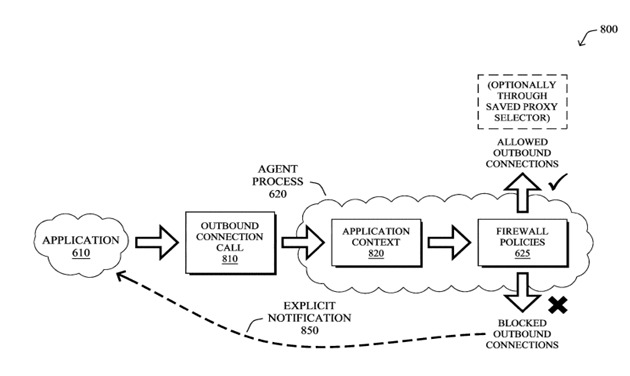 800
(OPTIONALLY
THROUGH
SAVED PROXY
SELECTOR)
ALLOWED
OUTBOUND
CONNECTIONS
AGENT
PROCESS
620
APPLICATION
610
OUTBOUND
CONNECTION
CALL
810
APPLICATION
CONTEXT
820
FIREWALL
POLICIES
625
EXPLICIT
NOTIFICATION
850
BLOCKED
OUTBOUND
CONNECTIONS